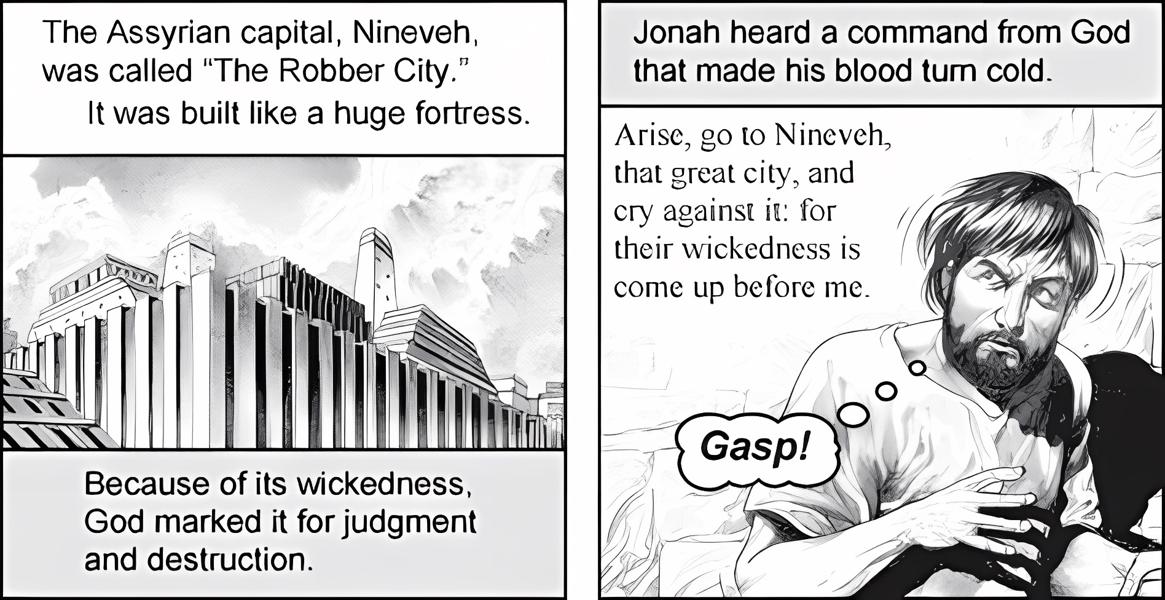 The Assyrian capital, Nineveh,
was called “The Robber City.”
It was built like a huge fortress.
Because of its wickedness,
God marked it for judgment
and destruction.
Jonah heard a command from God
that made his blood turn cold.
Arise, go to Nineveh,
that great city, and
cry against it: for
their wickedness is
come up before me.
Gasp!